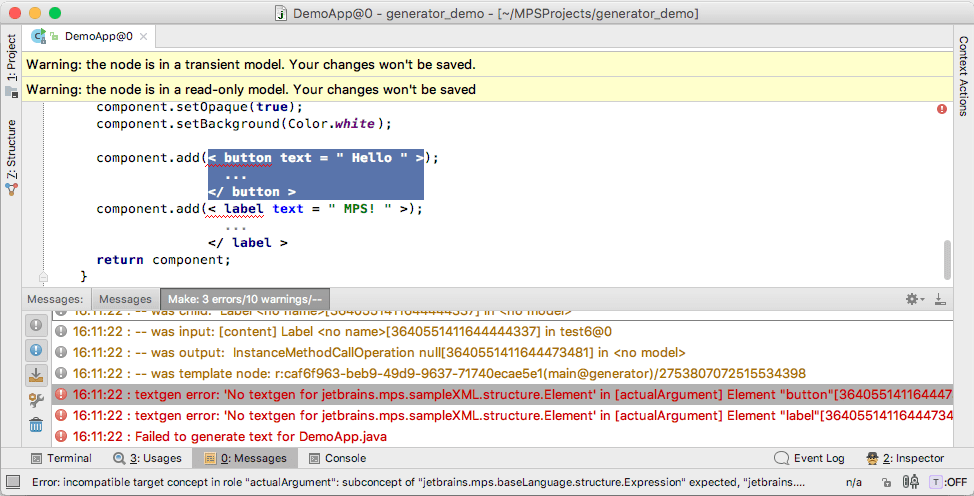 DemoApp@0 - generator_demo - [~/MPSProjects/generator_demo]
1: Project
Z: Structure
DemoApp@0
Context Actions
Warning: the node is in a transient model. Your changes won't be saved.
Warning: the node is in a read-only model. Your changes won't be saved
component.setOpaque(true);
component.setBackground(Color.white);
component.add(< button text = " Hello " >);
...
</ button >
component.add(< label text = " MPS! " >);
...
</ label >
return component;
}
Messages: Messages Make: 3 errors/10 warnings/--
16:11:22 : -- was child: Label <no name>[3640551411644444337] in <no model>
16:11:22 : -- was input: [content] Label <no name>[3640551411644444337] in test6@0
16:11:22 : -- was output: InstanceMethodCallOperation null[3640551411644473481] in <no model>
16:11:22 : -- was template node: r:caf6f963-beb9-49d9-9637-71740ecae5e1(main@generator)/2753807072515534398
16:11:22 : textgen error: 'No textgen for jetbrains.mps.sampleXML.structure.Element' in [actualArgument] Element "button"[364055141164447
16:11:22 : textgen error: 'No textgen for jetbrains.mps.sampleXML.structure.Element' in [actualArgument] Element "label"[3640551411644734
16:11:22 : Failed to generate text for DemoApp.java
Terminal 3: Usages 0: Messages Console Event Log 2: Inspector
Error: incompatible target concept in role "actualArgument": subconcept of "jetbrains.mps.baseLanguage.structure.Expression" expected, "jetbrains.... n/a T :OFF